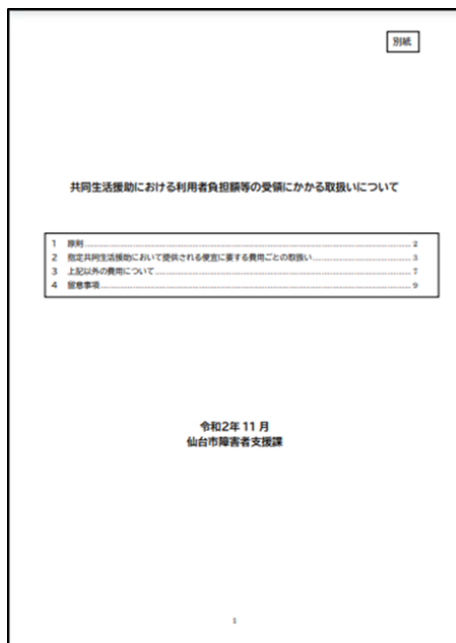 別紙
共同生活援助における利用者負担額等の受領にかかる取扱いについて
1 原則 2
2 指定共同生活援助において提供される便宜に要する費用ごとの取扱い 3
3 上記以外の費用について 7
4 留意事項 9
令和2年 11 月
仙台市障害者支援課
1